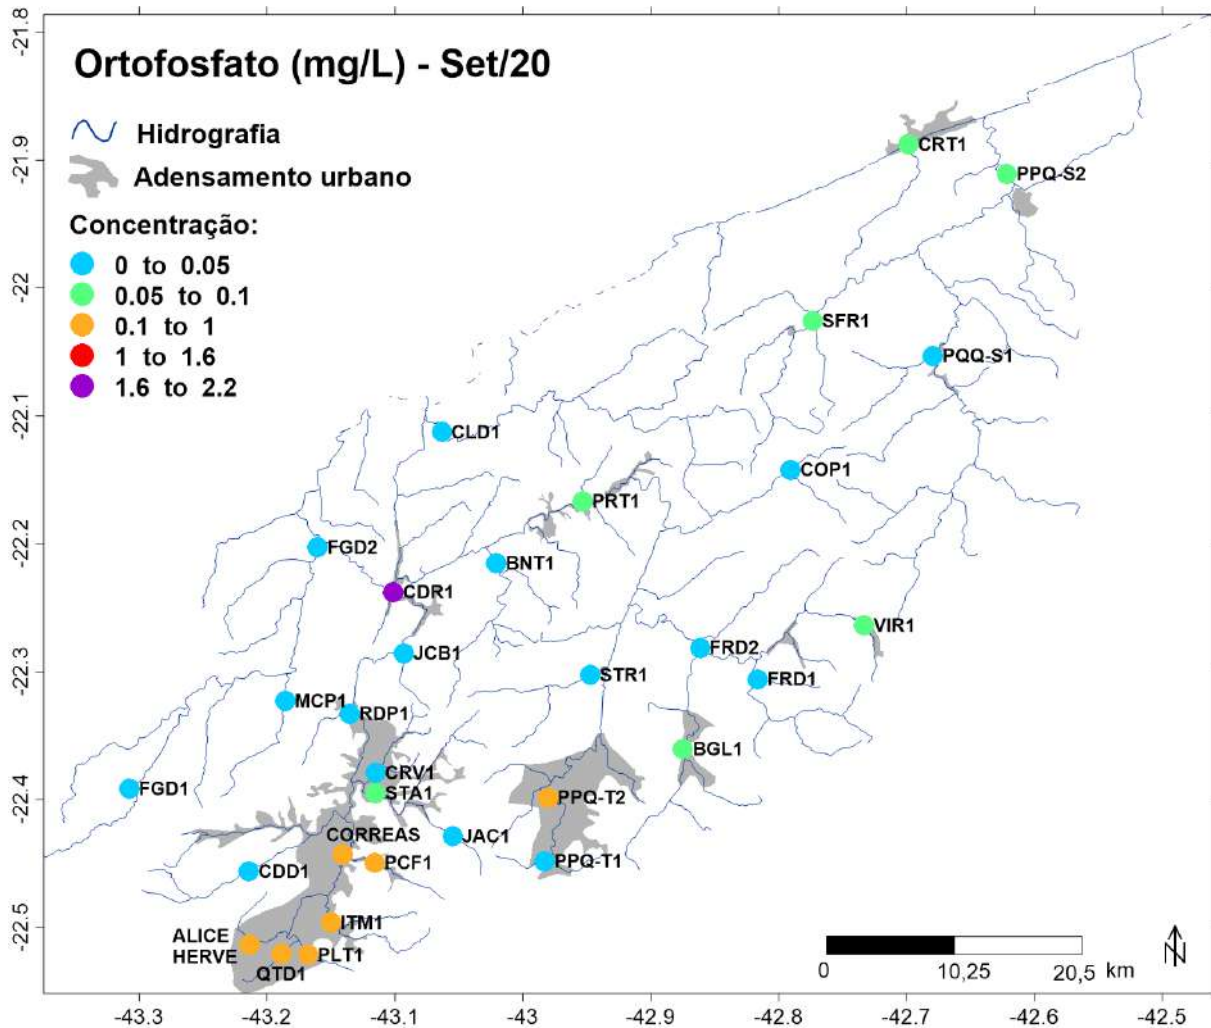 Ortofosfato (mg/L) - Set/20
Hidrografia
Adensamento urbano
Concentração:
0 to 0.05
0.05 to 0.1
0.1 to 1
1 to 1.6
1.6 to 2.2
CRT1
PPQ-S2
SFR1
PQQ-S1
CLD1
COP1
PRT1
FGD2
BNT1
CDR1
VIR1
FRD2
JCB1
STR1
FRD1
MCP1
RDP1
BGL1
CRV1
FGD1
STA1
PPQ-T2
CORREAS
JAC1
PCF1
PPQ-T1
CDD1
ITM1
ALICE
HERVE
PLT1
QTD1
N
0 10,25 20,5 km
-21.8
-21.9
-22
-22.1
-22.2
-22.3
-22.4
-22.5
-43.3 -43.2 -43.1 -43 -42.9 -42.8 -42.7 -42.6 -42.5